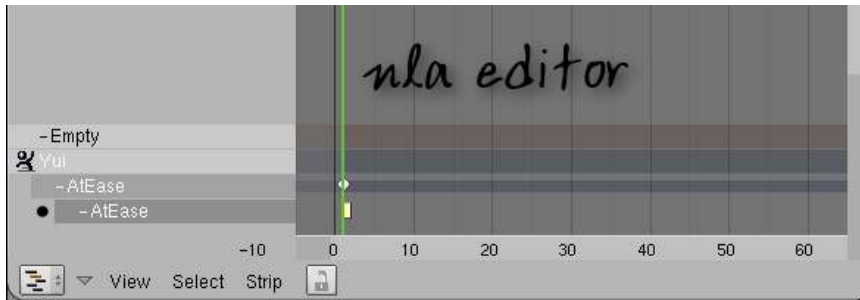 nla editor
-Empty
Yui
-AtEase
-AtEase
-10 0 10 20 30 40 50 60
View Select Strip